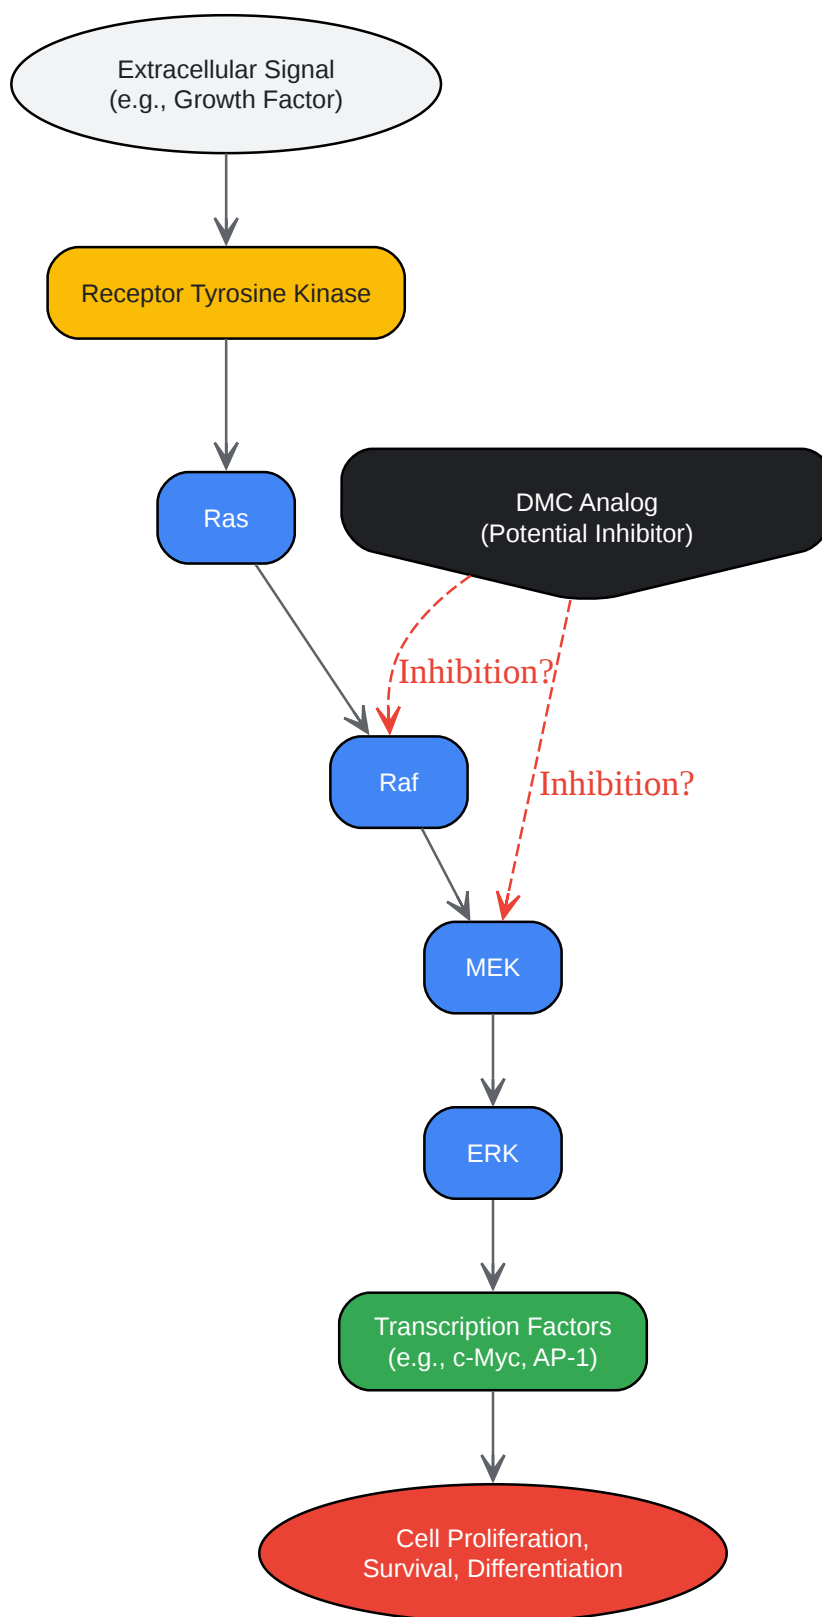 Extracellular Signal
(e.g., Growth Factor)
Receptor Tyrosine Kinase
Ras
DMC Analog
(Potential Inhibitor)
Inhibition?
Raf
Inhibition?
MEK
ERK
Transcription Factors
(e.g., c-Myc, AP-1)
Cell Proliferation,
Survival, Differentiation